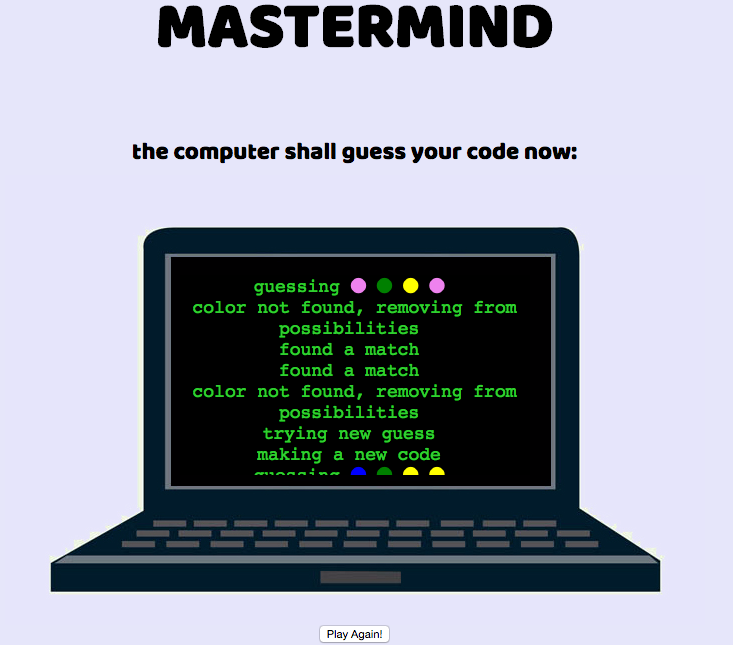 MASTERMIND
the computer shall guess your code now:
guessing
color not found, removing from
possibilities
found a match
found a match
color not found, removing from
possibilities
trying new guess
making a new code
guessing
Play Again!